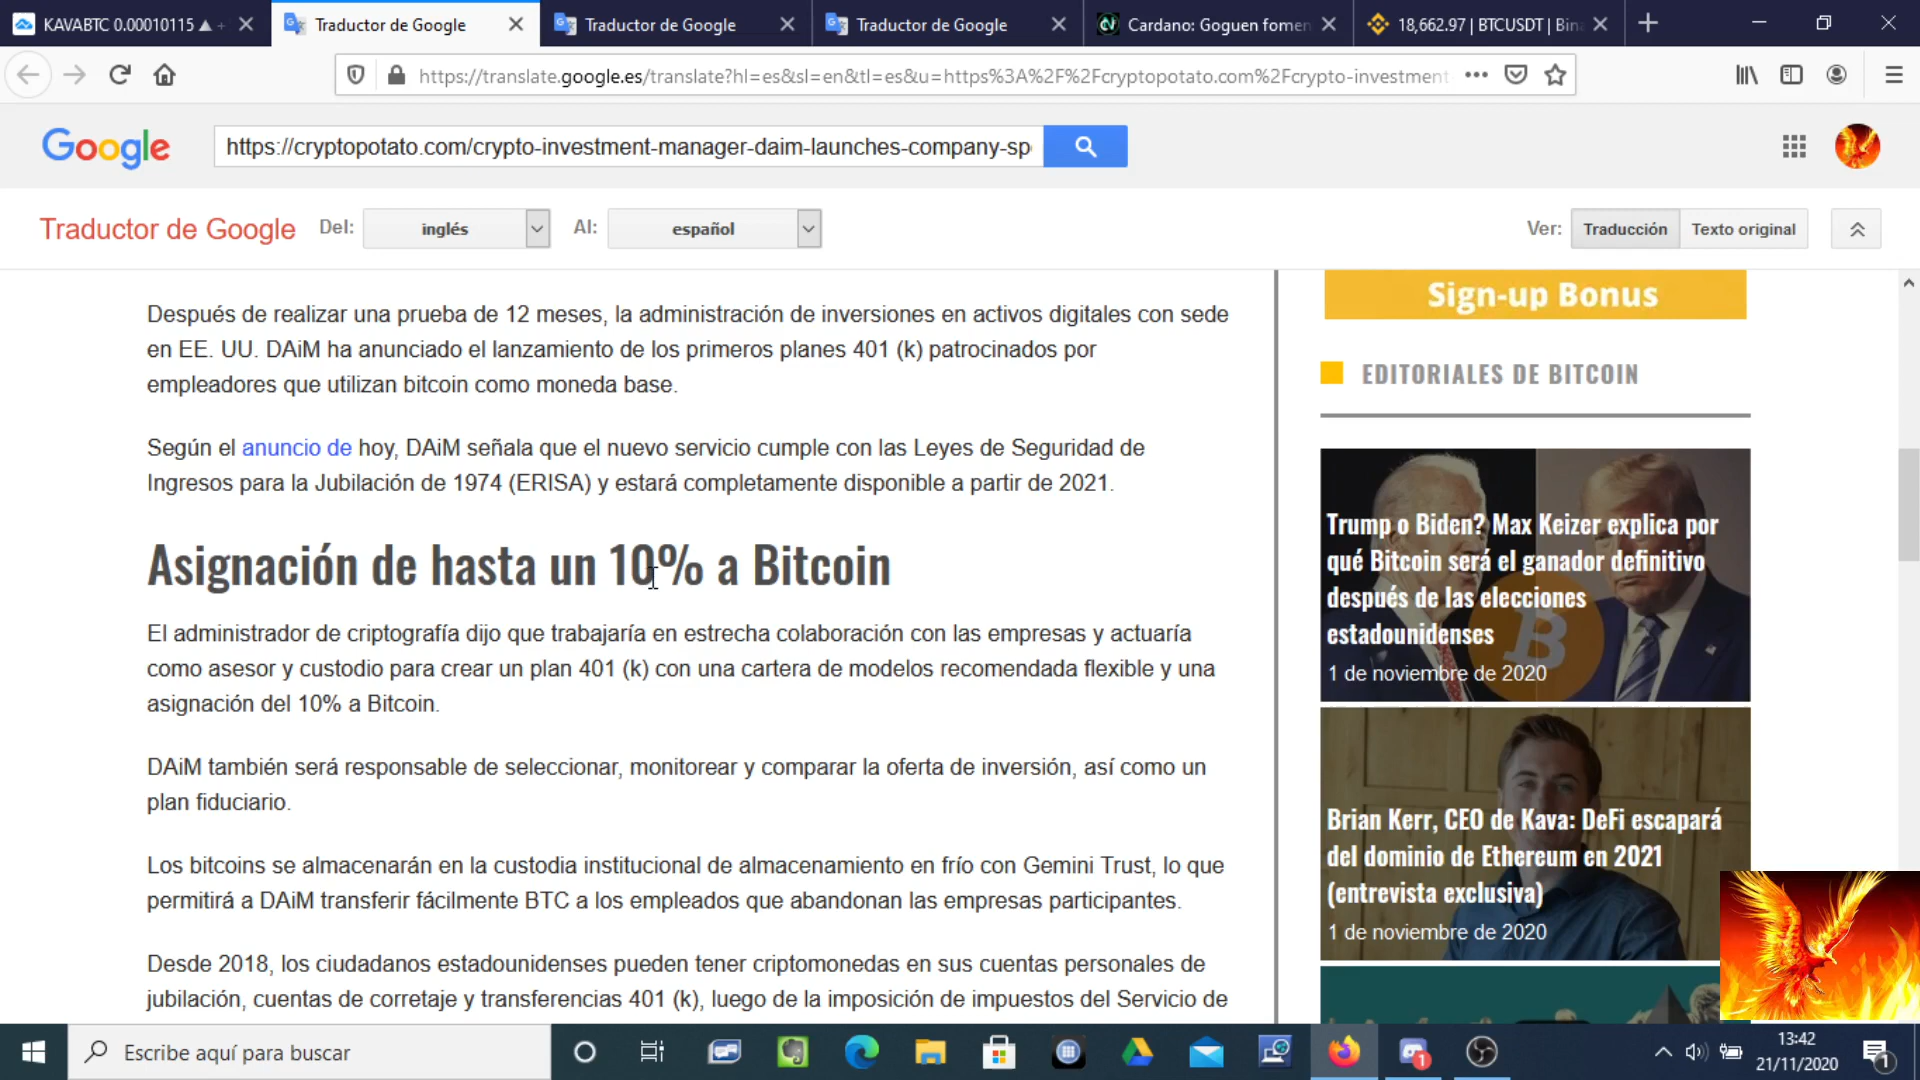 KAVABTC 0.00010115 ▲ +
Traductor de Google
Traductor de Google
Traductor de Google
Cardano: Goguen fomen
18,662.97 | BTCUSDT | Bin
https://translate.google.es/translate?hl=es&sl=en&tl=es&u=https%3A%2F%2Fcryptopotato.com%2Fcrypto-investment-
Google
https://cryptopotato.com/crypto-investment-manager-daim-launches-company-sp
Traductor de Google
Del:
inglés
Al:
español
Ver:
Traducción
Texto original
Después de realizar una prueba de 12 meses, la administración de inversiones en activos digitales con sede
en EE. UU. DAiM ha anunciado el lanzamiento de los primeros planes 401 (k) patrocinados por
empleadores que utilizan bitcoin como moneda base.
Según el anuncio de hoy, DAiM señala que el nuevo servicio cumple con las Leyes de Seguridad de
Ingresos para la Jubilación de 1974 (ERISA) y estará completamente disponible a partir de 2021.
Asignación de hasta un 10% a Bitcoin
El administrador de criptografía dijo que trabajaría en estrecha colaboración con las empresas y actuaría
como asesor y custodio para crear un plan 401 (k) con una cartera de modelos recomendada flexible y una
asignación del 10% a Bitcoin.
DAiM también será responsable de seleccionar, monitorear y comparar la oferta de inversión, así como un
plan fiduciario.
Los bitcoins se almacenarán en la custodia institucional de almacenamiento en frío con Gemini Trust, lo que
permitirá a DAiM transferir fácilmente BTC a los empleados que abandonan las empresas participantes.
Desde 2018, los ciudadanos estadounidenses pueden tener criptomonedas en sus cuentas personales de
jubilación, cuentas de corretaje y transferencias 401 (k), luego de la imposición de impuestos del Servicio de
Sign-up Bonus
EDITORIALES DE BITCOIN
Trump o Biden? Max Keizer explica por
qué Bitcoin será el ganador definitivo
después de las elecciones
estadounidenses
1 de noviembre de 2020
Brian Kerr, CEO de Kava: DeFi escapará
del dominio de Ethereum en 2021
(entrevista exclusiva)
1 de noviembre de 2020
Escribe aquí para buscar
1
13:42
21/11/2020
1